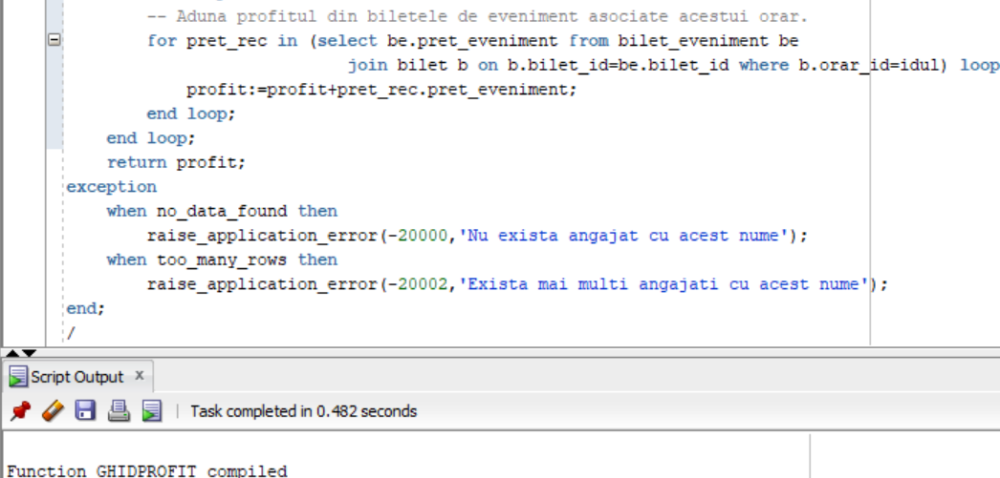 -- Aduna profitul din biletele de eveniment asociate acestui orar.
for pret_rec in (select be.pret_eveniment from bilet_eveniment be
join bilet b on b.bilet_id=be.bilet_id where b.orar_id=idul) loop
profit:=profit+pret_rec.pret_eveniment;
end loop;
end loop;
return profit;
exception
when no_data_found then
raise_application_error(-20000,'Nu exista angajat cu acest nume');
when too_many_rows then
raise_application_error(-20002,'Exista mai multi angajati cu acest nume');
end;
/
Script Output x
Task completed in 0.482 seconds
Function GHIDPROFIT compiled